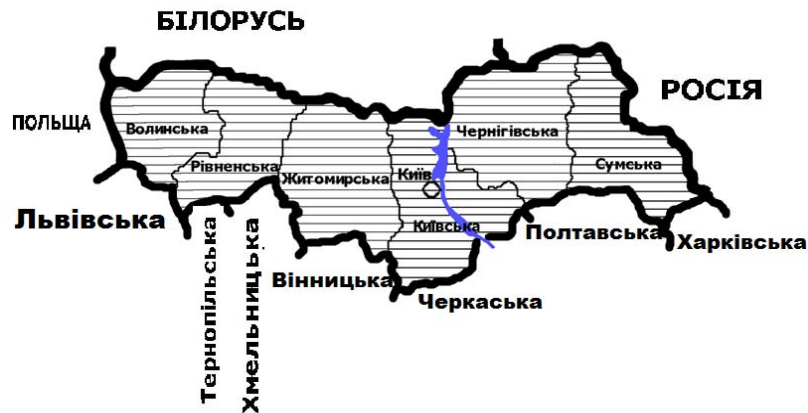 БІЛОРУСЬ
РОСІЯ
ПОЛЬЩА
Волинська
Чернігівська
Рівненська
Житомирська
Київ
Сумська
Львівська
Київська
Полтавська
Харківська
Тернопільська
Хмельницька
Вінницька
Черкаська